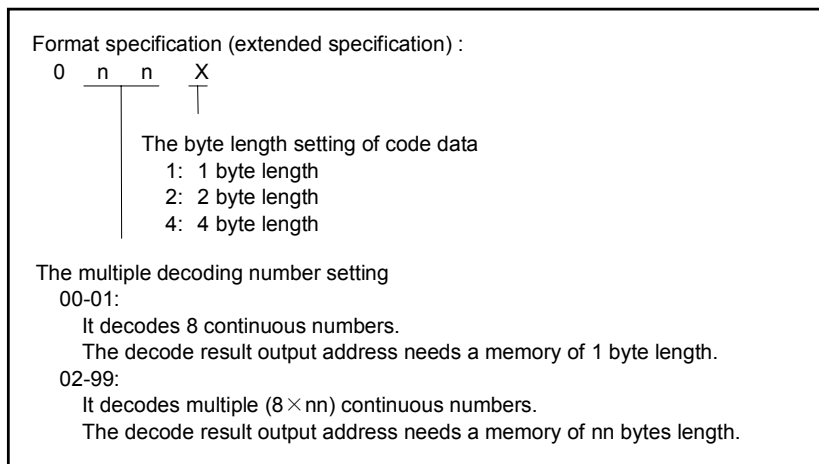 Format specification (extended specification) :
0 n n X
The byte length setting of code data
1: 1 byte length
2: 2 byte length
4: 4 byte length
The multiple decoding number setting
00-01:
It decodes 8 continuous numbers.
The decode result output address needs a memory of 1 byte length.
02-99:
It decodes multiple (8×nn) continuous numbers.
The decode result output address needs a memory of nn bytes length.